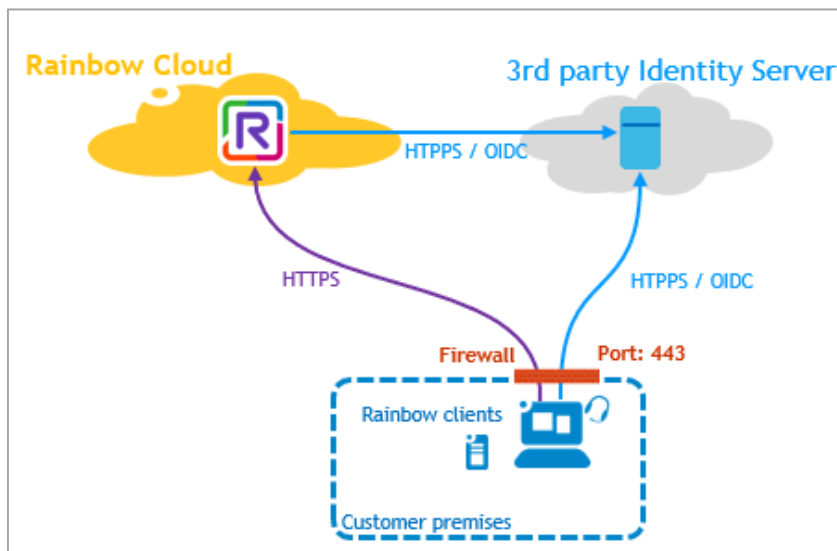 Rainbow Cloud
3rd party Identity Server
R
HTPPS / OIDC
HTTPS
HTPPS / OIDC
Firewall
Port: 443
Rainbow clients
Customer premises